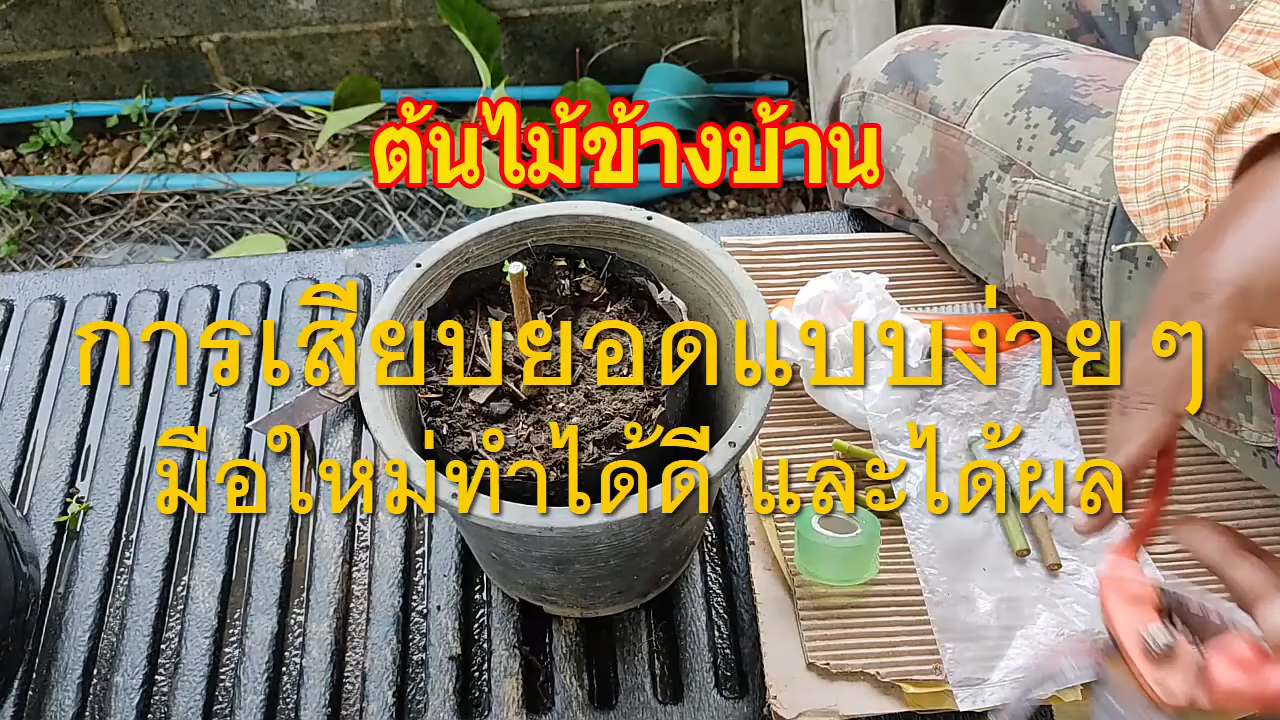 ต้นไม้ข้างบ้าน
การเสียบยอดแบบง่าย ๆ
มือใหม่ทำได้ดี และได้ผล